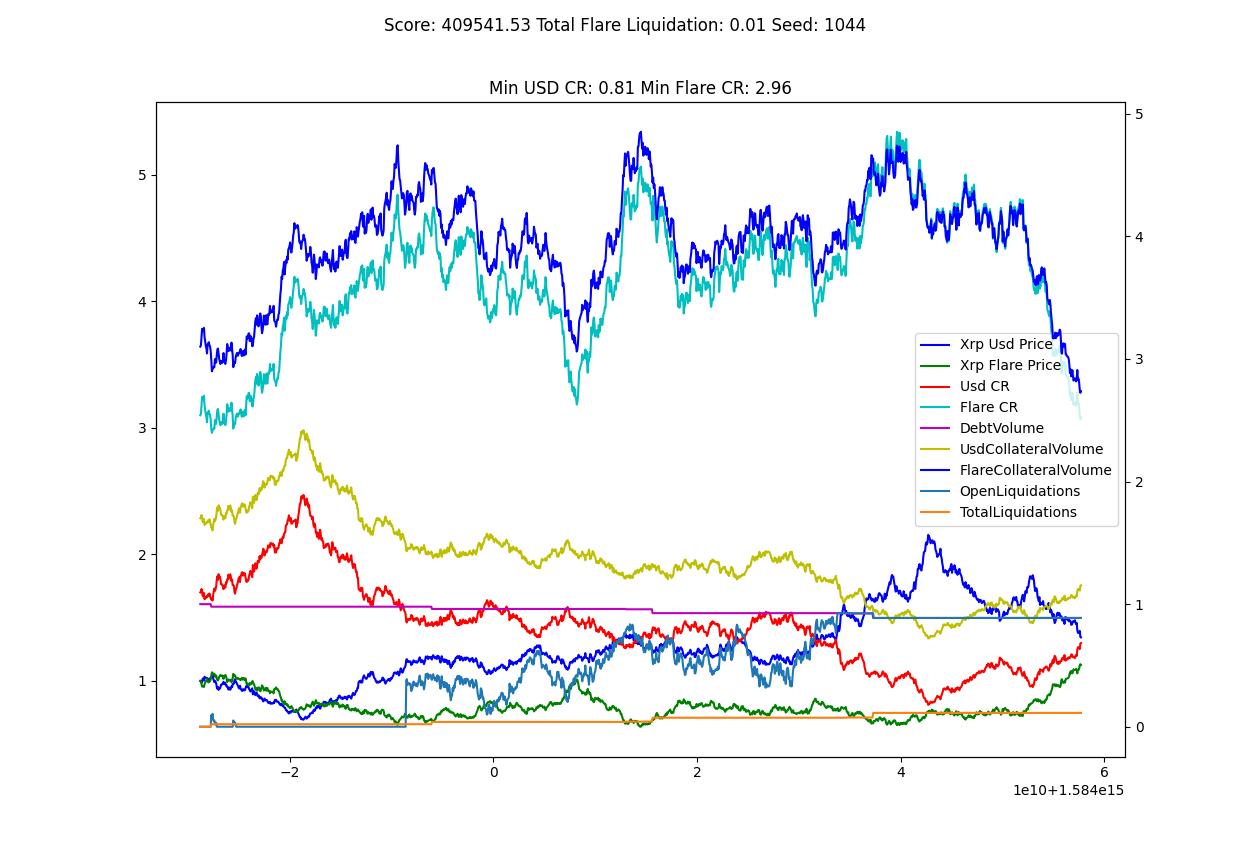 Score: 409541.53 Total Flare Liquidation: 0.01 Seed: 1044
Min USD CR: 0.81 Min Flare CR: 2.96
5
4
3
2
1
5
4
3
2
1
0
Xrp Usd Price
Xrp Flare Price
Usd CR
Flare CR
DebtVolume
UsdCollateralVolume
FlareCollateralVolume
OpenLiquidations
TotalLiquidations
−2
0
2
4
6
1e10+1.584e15